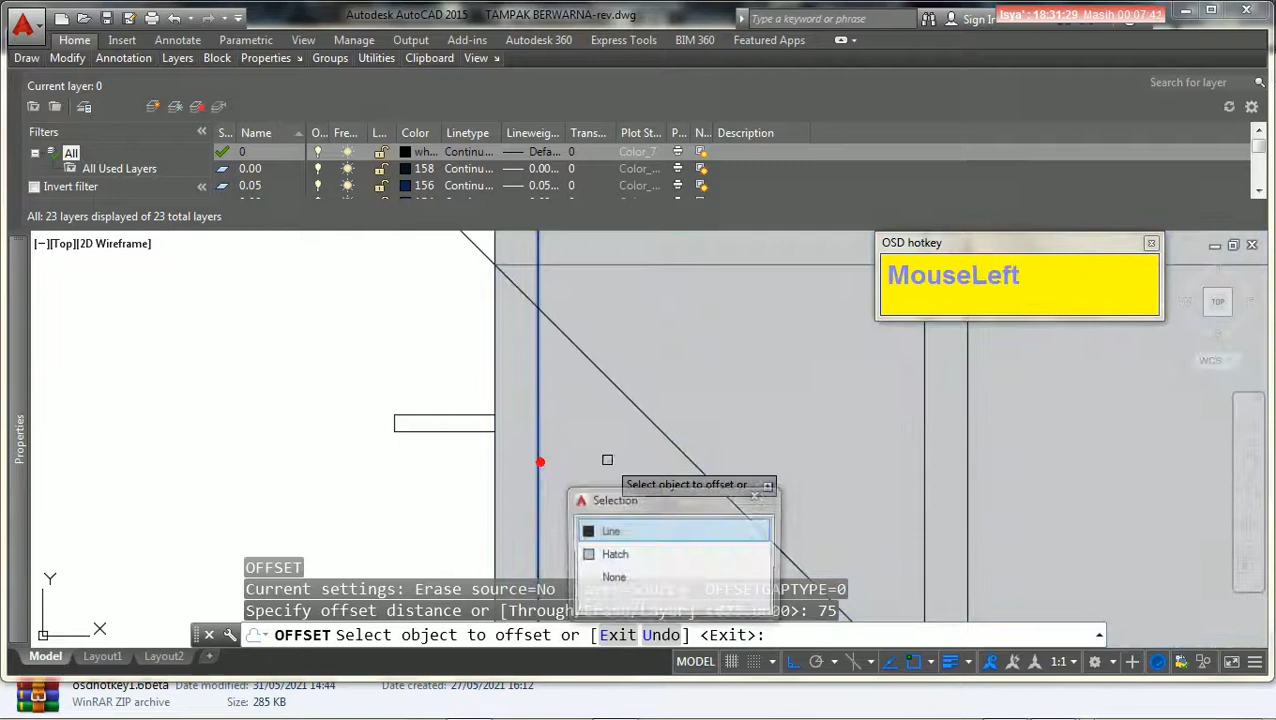 Autodesk AutoCAD 2015 TAMPAK BERWARNA-rev.dwg
Type a keyword or phrase
Sign In
Isya' : 18:31:29 Masih 00:07:42
Home Insert Annotate Parametric View Manage Output Add-ins Autodesk 360 Express Tools BIM 360 Featured Apps
Draw Modify Annotation Layers Block Properties Groups Utilities Clipboard View
Current layer: 0
Search for layer
Filters
All
All Used Layers
Invert filter
S... Name O.. Fre... L... Color Linetype Lineweig... Trans... Plot St... P.. N... Description
0 wh... Continu... Defa... 0 Color_7
0.00 158 Continu... 0.00... 0 Color_...
0.05 156 Continu... 0.05... 0 Color_...
All: 23 layers displayed of 23 total layers
[−][Top][2D Wireframe]
Properties
OSD hotkey
MouseLeft
TOP
WCS
Select object to offset or
Selection
Line
Hatch
None
OFFSET
Current settings: Erase source=No OFFSETGAPTYPE=0
Specify offset distance or 75
OFFSET Select object to offset or [Exit Undo] <Exit>:
Y
X
Model Layout1 Layout2 +
MODEL 1:1
osdhotkey1.6beta Date modified: 31/05/2021 14:44 Date created: 27/05/2021 16:12
WinRAR ZIP archive Size: 285 KB